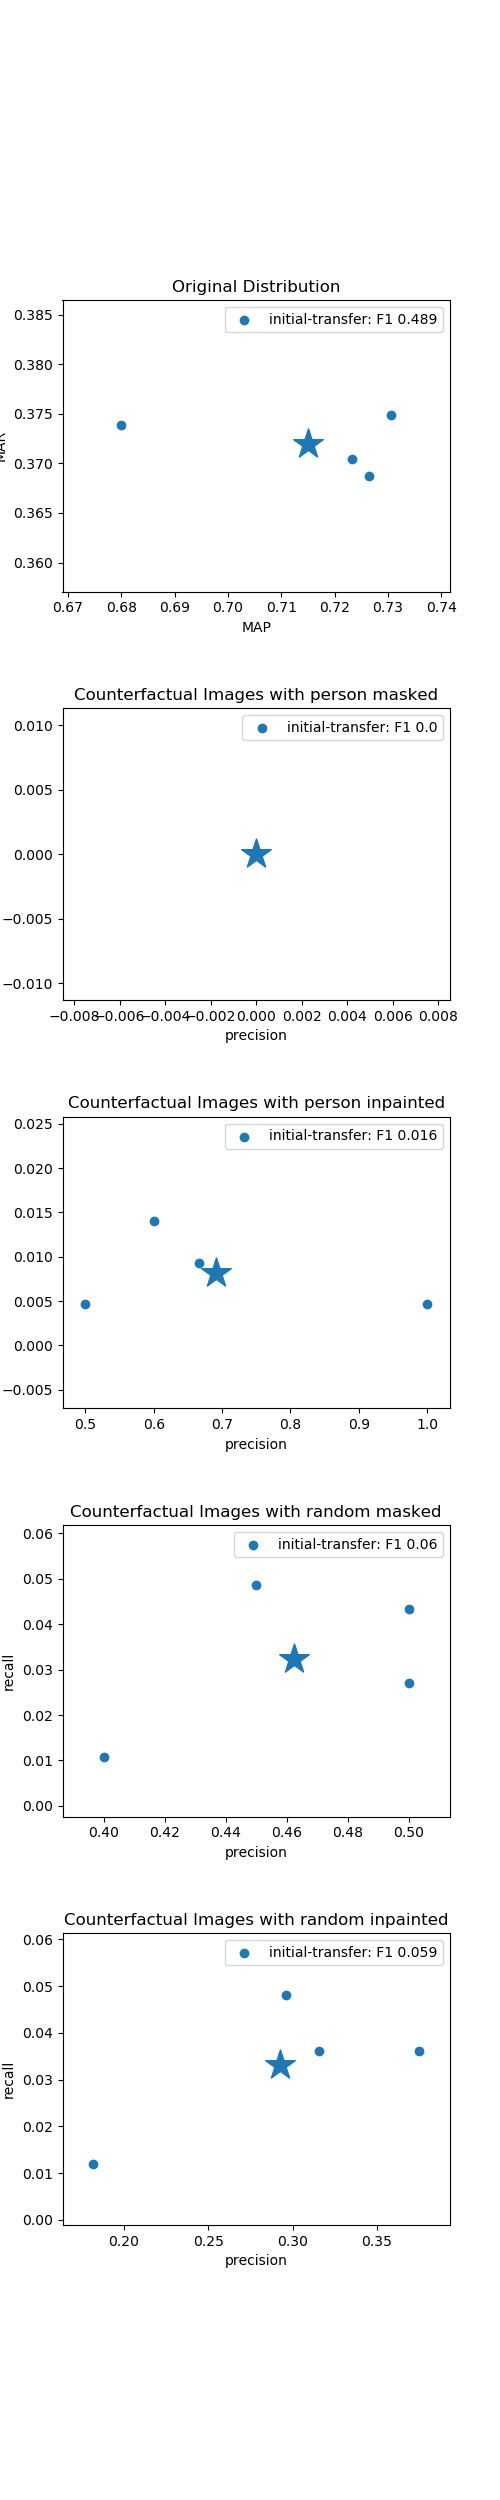 Original Distribution
initial-transfer: F1 0.489
0.385
0.380
0.375
0.370
0.365
0.360
MAR
0.67 0.68 0.69 0.70 0.71 0.72 0.73 0.74
MAP
Counterfactual Images with person masked
initial-transfer: F1 0.0
0.010
0.005
0.000
−0.005
−0.010
−0.008 −0.006 −0.004 −0.002 0.000 0.002 0.004 0.006 0.008
precision
Counterfactual Images with person inpainted
initial-transfer: F1 0.016
0.025
0.020
0.015
0.010
0.005
0.000
−0.005
0.5 0.6 0.7 0.8 0.9 1.0
precision
Counterfactual Images with random masked
initial-transfer: F1 0.06
0.06
0.05
0.04
0.03
0.02
0.01
0.00
recall
0.40 0.42 0.44 0.46 0.48 0.50
precision
Counterfactual Images with random inpainted
initial-transfer: F1 0.059
0.06
0.05
0.04
0.03
0.02
0.01
0.00
recall
0.20 0.25 0.30 0.35
precision